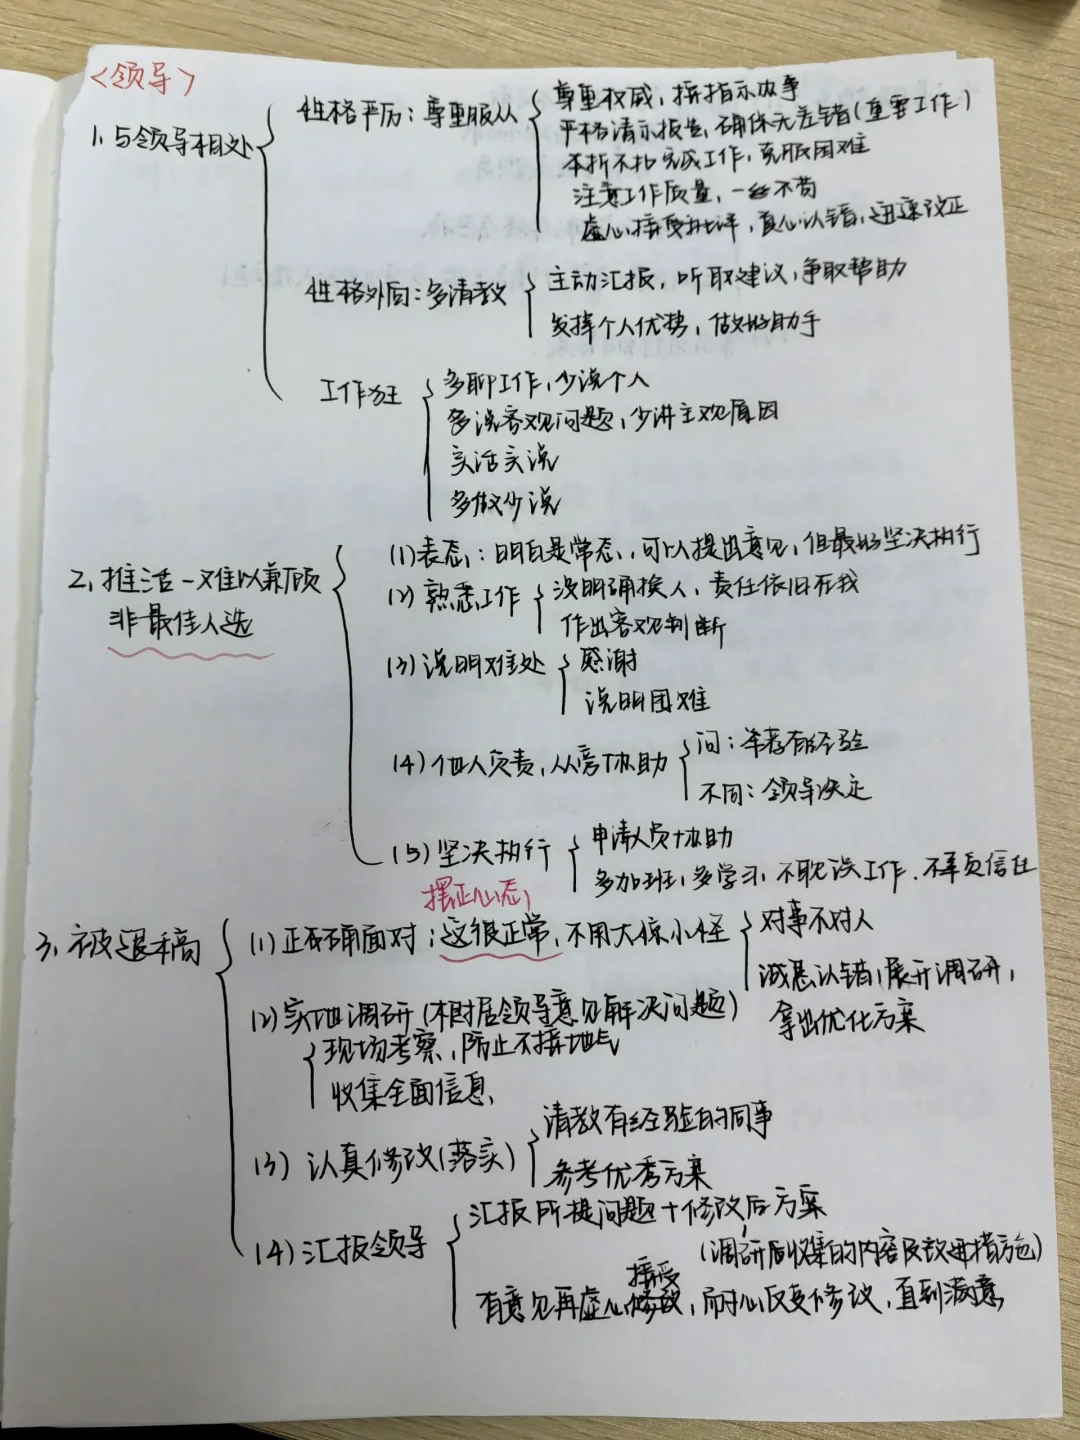 <领导>
1. 与领导相处
性格严厉：尊重服从
尊重权威，按指示做事
严格请示报告，确保无差错（重要工作）
不折不扣完成工作，克服困难
注意工作质量，一丝不苟
虚心接受批评，真心认错，迅速改正
性格外向：多请教
主动汇报，听取建议，争取帮助
发挥个人优势，做好助手
工作狂
多聊工作，少说个人
多说客观问题，少讲主观原因
实话实说
多做少说
2. 推活－难以兼顾
非最佳人选
(1) 表态：明白是常态，可以提出意见，但最好坚决执行
(2) 熟悉工作
没明确换人，责任依旧在我
作出客观判断
(3) 说明难处
感谢
说明困难
(4) 他人负责，从旁协助
同：年老有经验
不同：领导决定
(5) 坚决执行
申请人员协助
多加班，多学习，不耽误工作，不辜负信任
3. 被退稿
摆正心态，
(1) 正确面对：这很正常，不用大惊小怪
对事不对人
诚恳认错，展开调研，
拿出优化方案
(2) 实地调研（根据领导意见解决问题）
现场考察，防止不接地气
收集全面信息，
(3) 认真修改（落实）
请教有经验的同事
参考优秀方案
(4) 汇报领导
汇报所提问题＋修改后方案
（调研后收集的内容及改进措施）
有意见再虚心接受，耐心反复修改，直到满意，